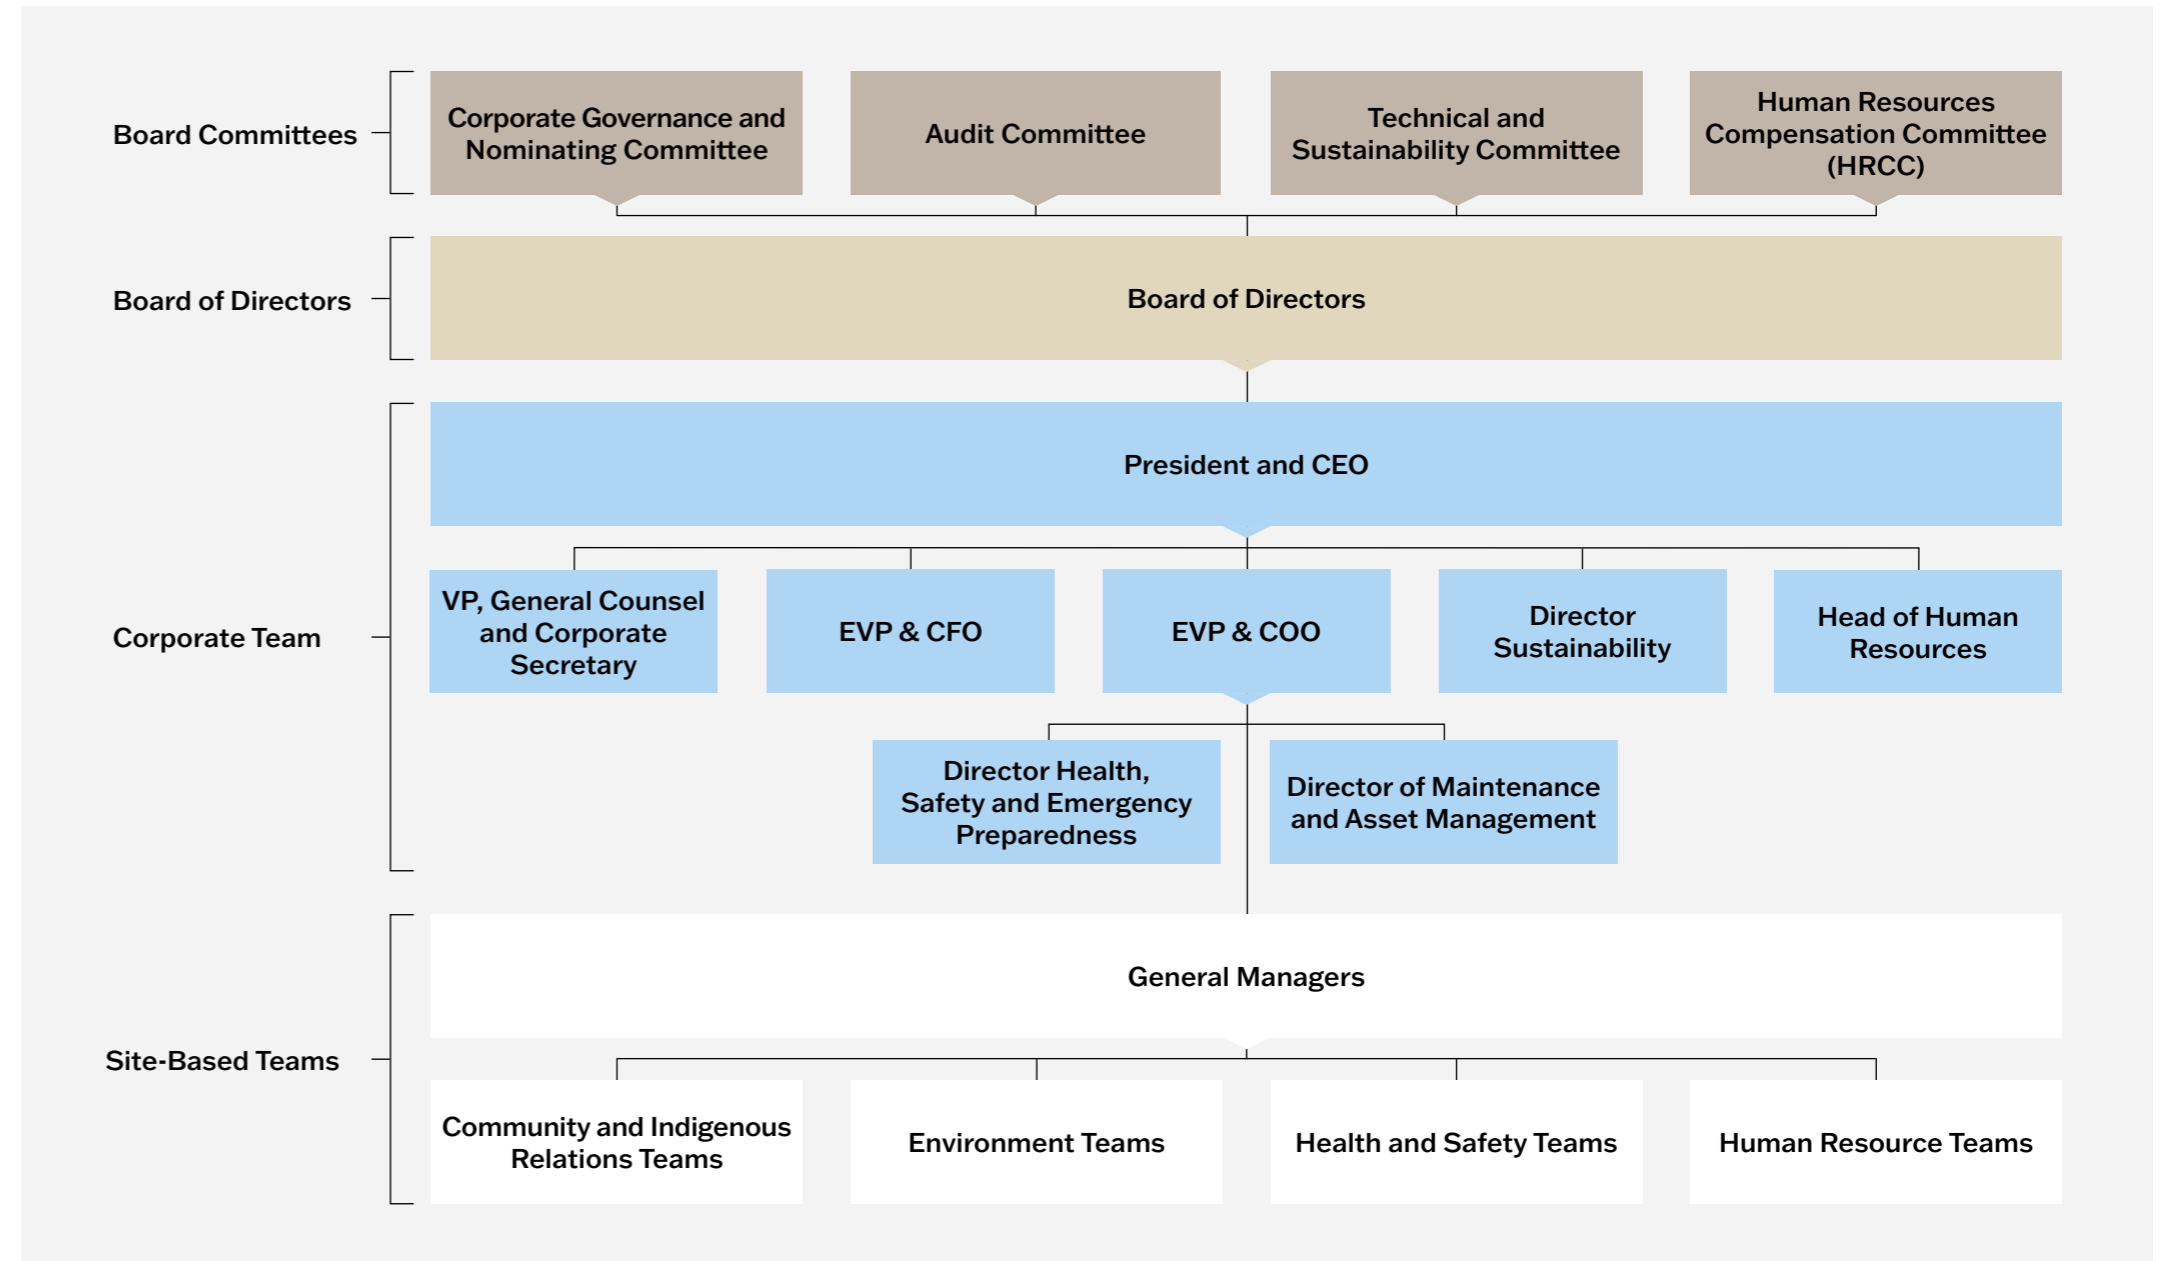 Board Committees
Corporate Governance and
Nominating Committee
Audit Committee
Technical and
Sustainability Committee
Human Resources
Compensation Committee
(HRCC)
Board of Directors
Board of Directors
Corporate Team
President and CEO
VP, General Counsel
and Corporate
Secretary
EVP & CFO
EVP & COO
Director
Sustainability
Head of Human
Resources
Director Health,
Safety and Emergency
Preparedness
Director of Maintenance
and Asset Management
Site-Based Teams
General Managers
Community and Indigenous
Relations Teams
Environment Teams
Health and Safety Teams
Human Resource Teams